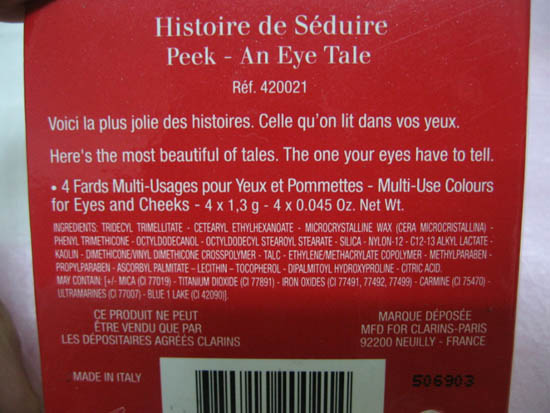 Histoire de Séduire
Peek - An Eye Tale
Réf. 420021
Voici la plus jolie des histoires. Celle qu'on lit dans vos yeux.
Here's the most beautiful of tales. The one your eyes have to tell.
• 4 Fards Multi-Usages pour Yeux et Pommettes - Multi-Use Colours
for Eyes and Cheeks - 4 x 1,3 g - 4 x 0.045 Oz. Net Wt.
INGREDIENTS: TRIDECYL TRIMELLITATE - CETEARYL ETHYLHEXANOATE - MICROCRYSTALLINE WAX (CERA MICROCRISTALLINA) -
PHENYL TRIMETHICONE - OCTYLDODECANOL - OCTYLDODECYL STEAROYL STEARATE - SILICA - NYLON-12 - C12-13 ALKYL LACTATE -
KAOLIN - DIMETHICONE/VINYL DIMETHICONE CROSSPOLYMER - TALC - ETHYLENE/METHACRYLATE COPOLYMER - METHYLPARABEN -
PROPYLPARABEN - ASCORBYL PALMITATE - LECITHIN - TOCOPHEROL - DIPALMITOYL HYDROXYPROLINE - CITRIC ACID.
MAY CONTAIN: [+/- MICA (CI 77019) - TITANIUM DIOXIDE (CI 77891) - IRON OXIDES (CI 77491, 77492, 77499) - CARMINE (CI 75470) -
ULTRAMARINES (CI 77007) - BLUE 1 LAKE (CI 42090)].
CE PRODUIT NE PEUT
ÊTRE VENDU QUE PAR
LES DÉPOSITAIRES AGRÉÉS CLARINS
MARQUE DÉPOSÉE
MFD FOR CLARINS-PARIS
92200 NEUILLY - FRANCE
MADE IN ITALY
506903